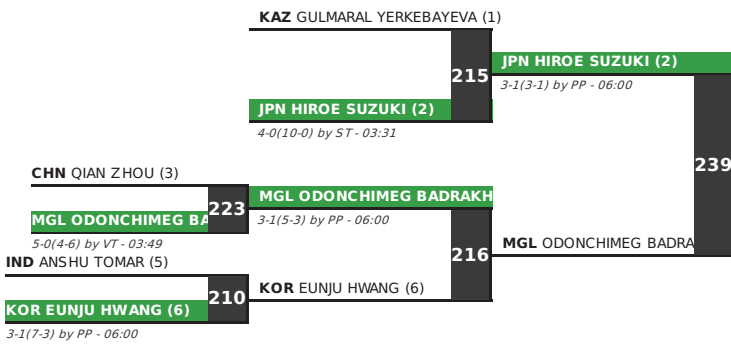 KAZ GULMARAL YERKEBAYEVA (1)
215
JPN HIROE SUZUKI (2)
3-1(3-1) by PP - 06:00
JPN HIROE SUZUKI (2)
4-0(10-0) by ST - 03:31
239
CHN QIAN ZHOU (3)
223
MGL ODONCHIMEG BADRAKH
3-1(5-3) by PP - 06:00
MGL ODONCHIMEG BA
5-0(4-6) by VT - 03:49
216
MGL ODONCHIMEG BADRA
IND ANSHU TOMAR (5)
210
KOR EUNJU HWANG (6)
KOR EUNJU HWANG (6)
3-1(7-3) by PP - 06:00